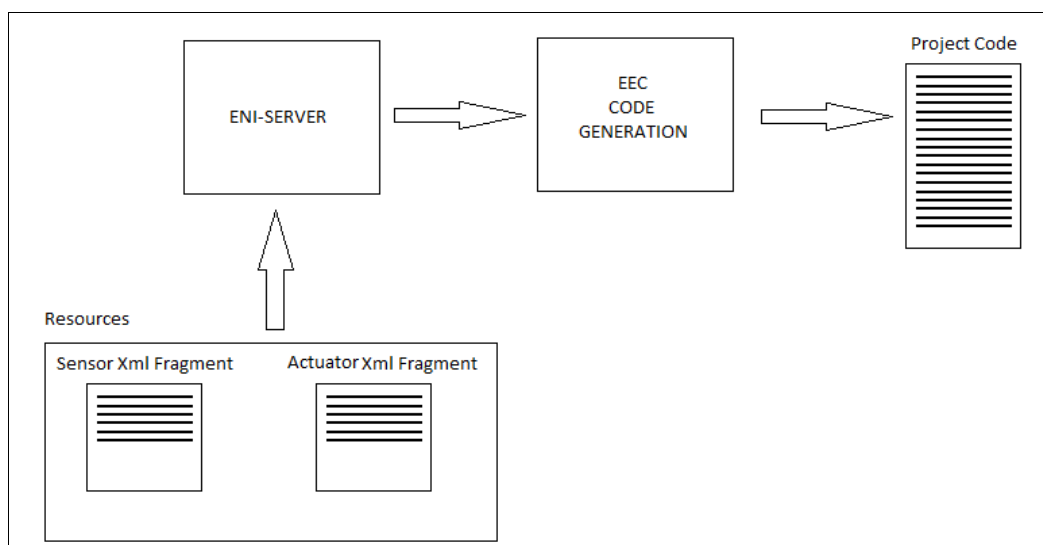 Project Code
ENI-SERVER
EEC
CODE
GENERATION
Resources
Sensor Xml Fragment
Actuator Xml Fragment